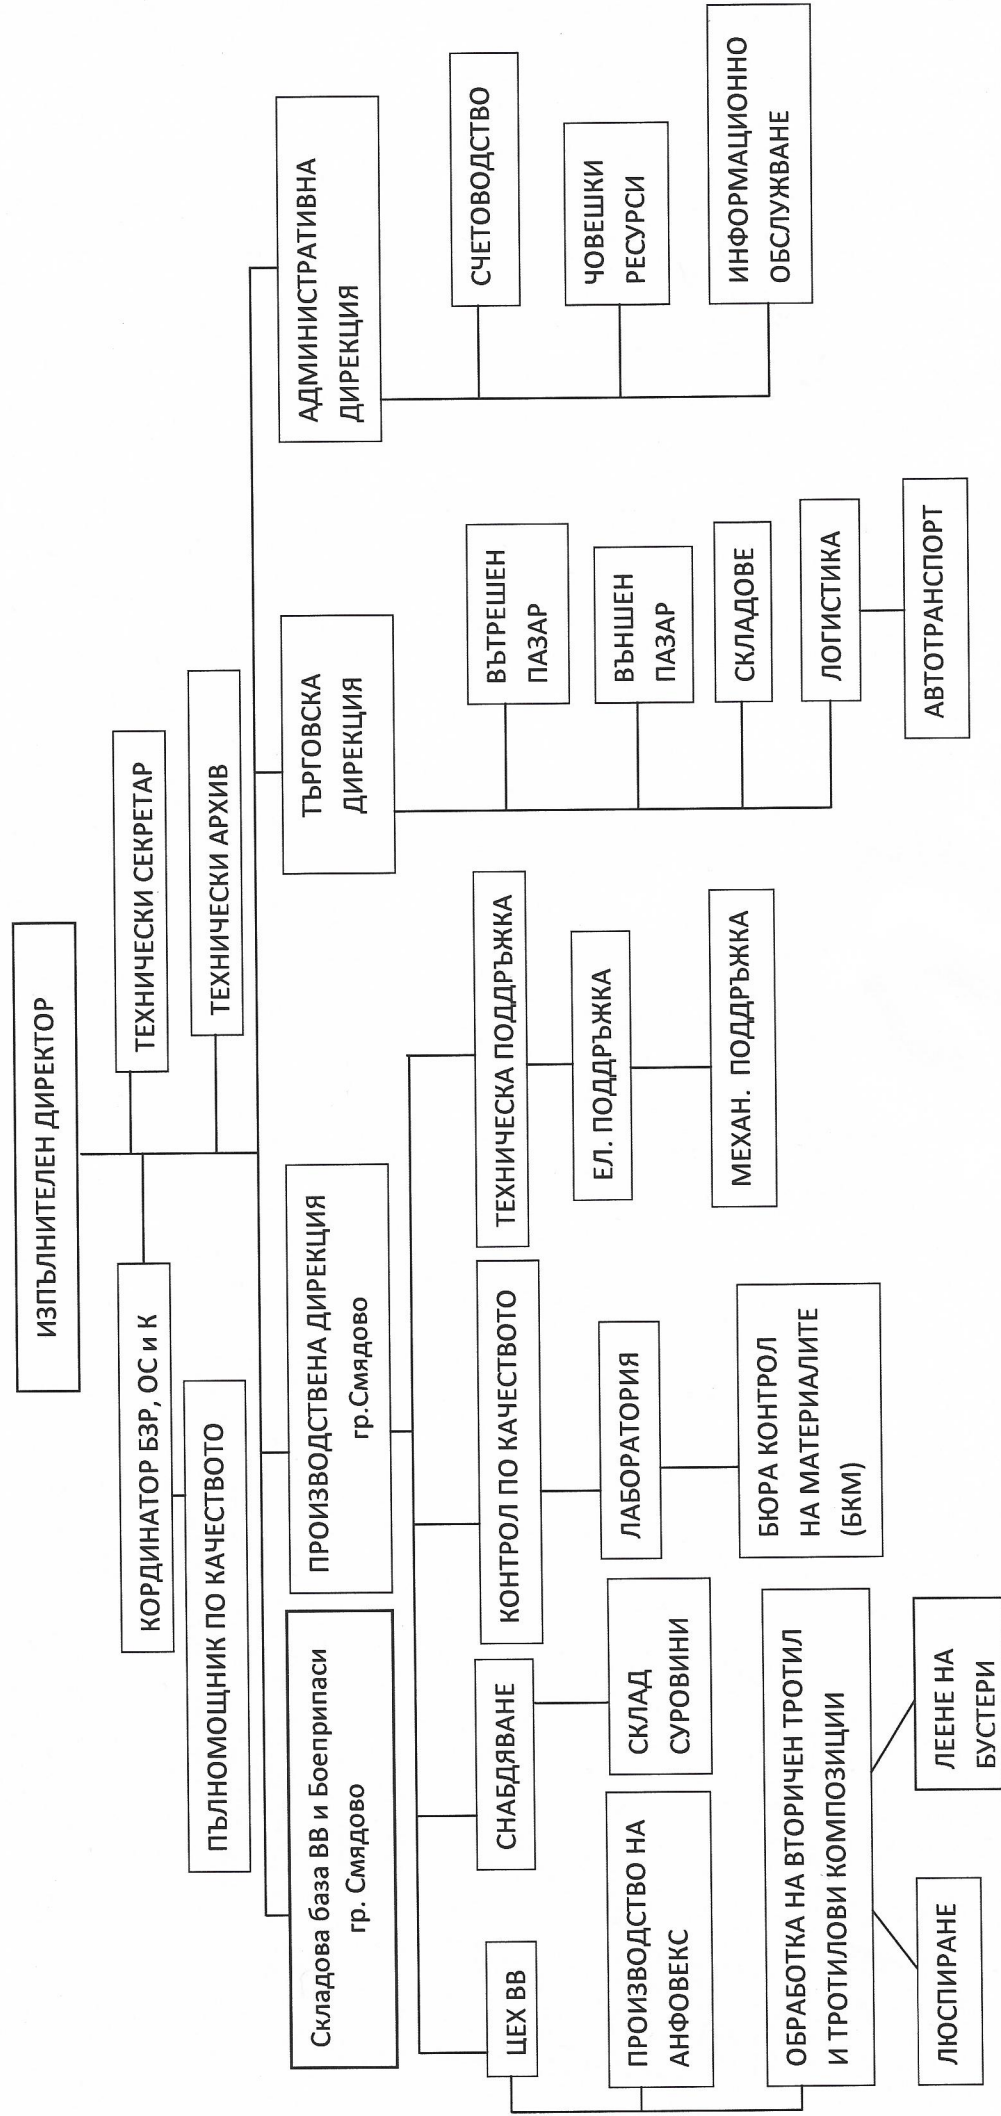 ИЗПЪЛНИТЕЛЕН ДИРЕКТОР
ТЕХНИЧЕСКИ СЕКРЕТАР
КОРДИНАТОР БЗР, ОС и К
ТЕХНИЧЕСКИ АРХИВ
ПЪЛНОМОЩНИК ПО КАЧЕСТВОТО
Складова база ВВ и Боеприпаси
гр. Смядово
ПРОИЗВОДСТВЕНА ДИРЕКЦИЯ
гр.Смядово
ТЪРГОВСКА
ДИРЕКЦИЯ
АДМИНИСТРАТИВНА
ДИРЕКЦИЯ
ЦЕХ ВВ
СНАБДЯВАНЕ
КОНТРОЛ ПО КАЧЕСТВОТО
ТЕХНИЧЕСКА ПОДДРЪЖКА
ВЪТРЕШЕН
ПАЗАР
СЧЕТОВОДСТВО
ПРОИЗВОДСТВО НА
АНФОВЕКС
СКЛАД
СУРОВИНИ
ЛАБОРАТОРИЯ
ЕЛ. ПОДДРЪЖКА
ВЪНШЕН
ПАЗАР
ЧОВЕШКИ
РЕСУРСИ
ОБРАБОТКА НА ВТОРИЧЕН ТРОТИЛ
И ТРОТИЛОВИ КОМПОЗИЦИИ
БЮРА КОНТРОЛ
НА МАТЕРИАЛИТЕ
(БКМ)
МЕХАН. ПОДДРЪЖКА
СКЛАДОВЕ
ИНФОРМАЦИОННО
ОБСЛУЖВАНЕ
ЛОГИСТИКА
ЛЮСПИРАНЕ
ЛЕЕНЕ НА
БУСТЕРИ
АВТОТРАНСПОРТ